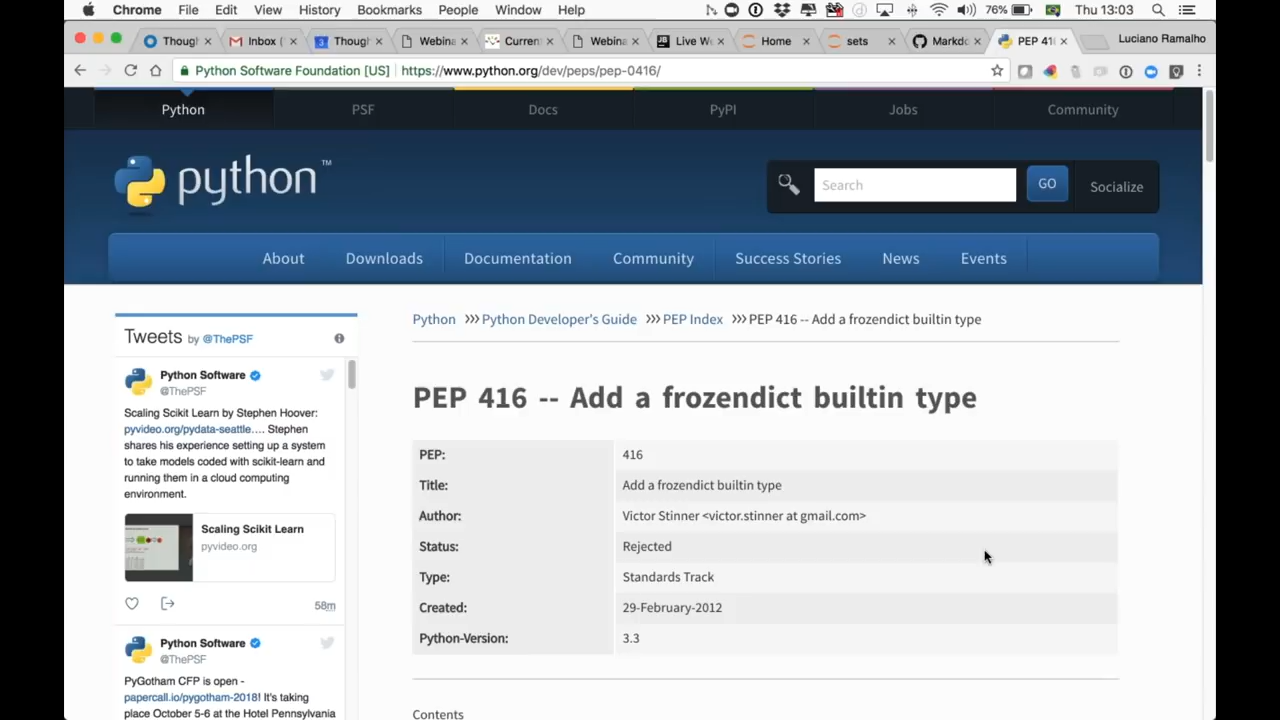 Chrome File Edit View History Bookmarks People Window Help 76% Thu 13:03
Though Inbox ( Though Webina Curren Webina Live W Home sets Markdo PEP 41 Luciano Ramalho
Python Software Foundation [US] https://www.python.org/dev/peps/pep-0416/
Python PSF Docs PyPI Jobs Community
python™
Search GO Socialize
About Downloads Documentation Community Success Stories News Events
Tweets by @ThePSF
Python Software
@ThePSF
Scaling Scikit Learn by Stephen Hoover:
pyvideo.org/pydata-seattle…. Stephen
shares his experience setting up a system
to take models coded with scikit-learn and
running them in a cloud computing
environment.
Scaling Scikit Learn
pyvideo.org
58m
Python Software
@ThePSF
PyGotham CFP is open -
papercall.io/pygotham-2018! It's taking
place October 5-6 at the Hotel Pennsylvania
Python >>> Python Developer's Guide >>> PEP Index >>> PEP 416 -- Add a frozendict builtin type
PEP 416 -- Add a frozendict builtin type
PEP: 416
Title: Add a frozendict builtin type
Author: Victor Stinner <victor.stinner at gmail.com>
Status: Rejected
Type: Standards Track
Created: 29-February-2012
Python-Version: 3.3
Contents